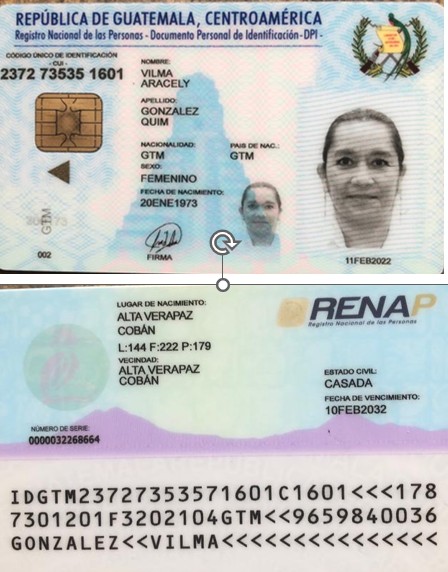 REPÚBLICA DE GUATEMALA, CENTROAMÉRICA
Registro Nacional de las Personas - Documento Personal de Identificación - DPI -
CÓDIGO ÚNICO DE IDENTIFICACIÓN
- CUI -
2372 73535 1601
NOMBRE:
VILMA
ARACELY
APELLIDO:
GONZALEZ
QUIM
NACIONALIDAD:
GTM
PAIS DE NAC.:
GTM
SEXO:
FEMENINO
FECHA DE NACIMIENTO:
20ENE1973
GTM
002
FIRMA
11FEB2022
LUGAR DE NACIMIENTO:
ALTA VERAPAZ
COBÁN
L:144 F:222 P:179
VECINDAD:
ALTA VERAPAZ
COBÁN
RENAP
Registro Nacional de las Personas
ESTADO CIVIL:
CASADA
FECHA DE VENCIMIENTO:
10FEB2032
NÚMERO DE SERIE:
0000032268664
IDGTM23727353571601C1601<<<178
7301201F3202104GTM<<9659840036
GONZALEZ<<VILMA<<<<<<<<<<<<<<<